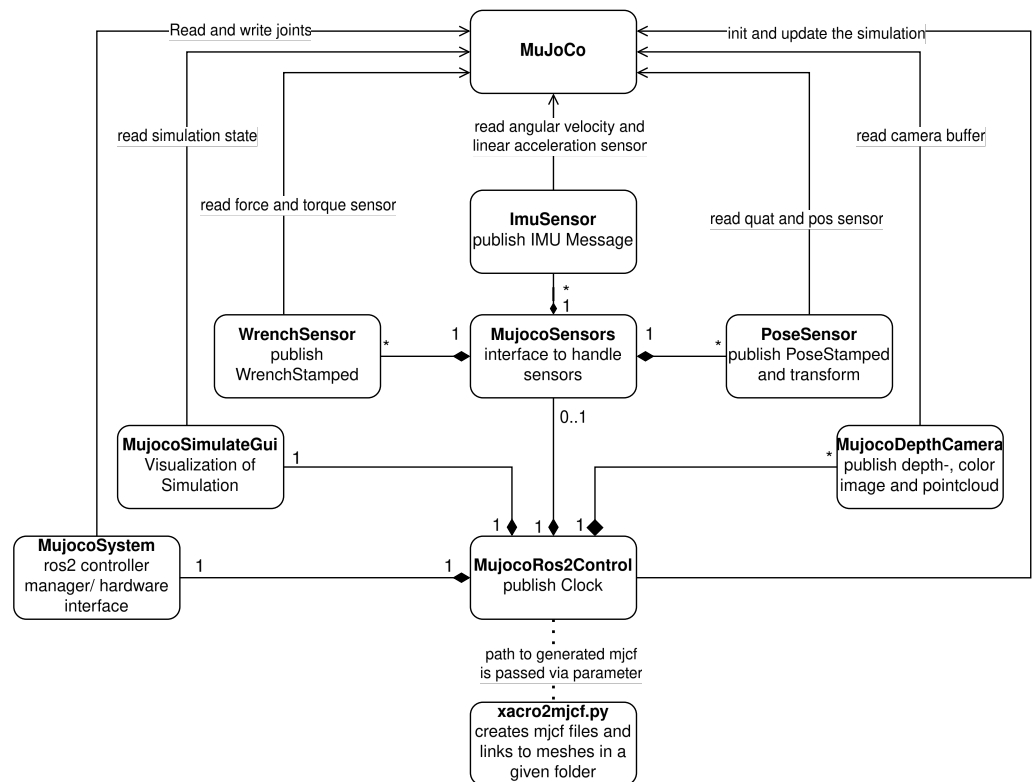 Read and write joints
MuJoCo
init and update the simulation
read simulation state
read angular velocity and
linear acceleration sensor
read camera buffer
read force and torque sensor
ImuSensor
publish IMU Message
read quat and pos sensor
*
1
WrenchSensor
publish
WrenchStamped
*
1
MujocoSensors
interface to handle
sensors
1
*
PoseSensor
publish PoseStamped
and transform
0..1
MujocoSimulateGui
Visualization of
Simulation
1
*
MujocoDepthCamera
publish depth-, color
image and pointcloud
1
1
1
MujocoSystem
ros2 controller
manager/ hardware
interface
1
1
MujocoRos2Control
publish Clock
path to generated mjcf
is passed via parameter
xacro2mjcf.py
creates mjcf files and
links to meshes in a
given folder